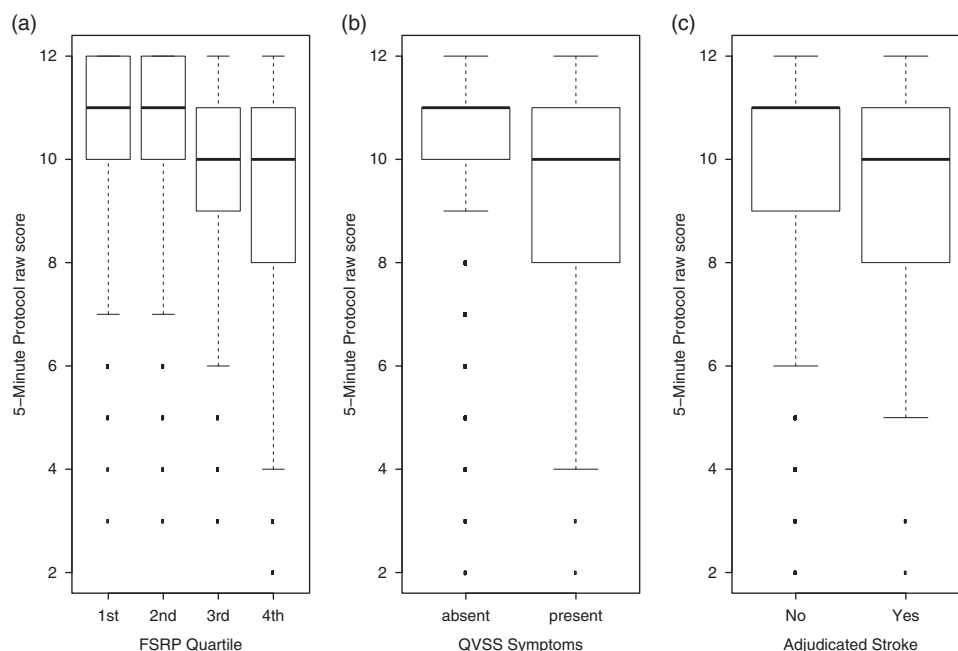 (a)
12
10
8
6
4
2
5−Minute Protocol raw score
1st 2nd 3rd 4th
FSRP Quartile
(b)
12
10
8
6
4
2
5−Minute Protocol raw score
absent present
QVSS Symptoms
(c)
12
10
8
6
4
2
5−Minute Protocol raw score
No Yes
Adjudicated Stroke